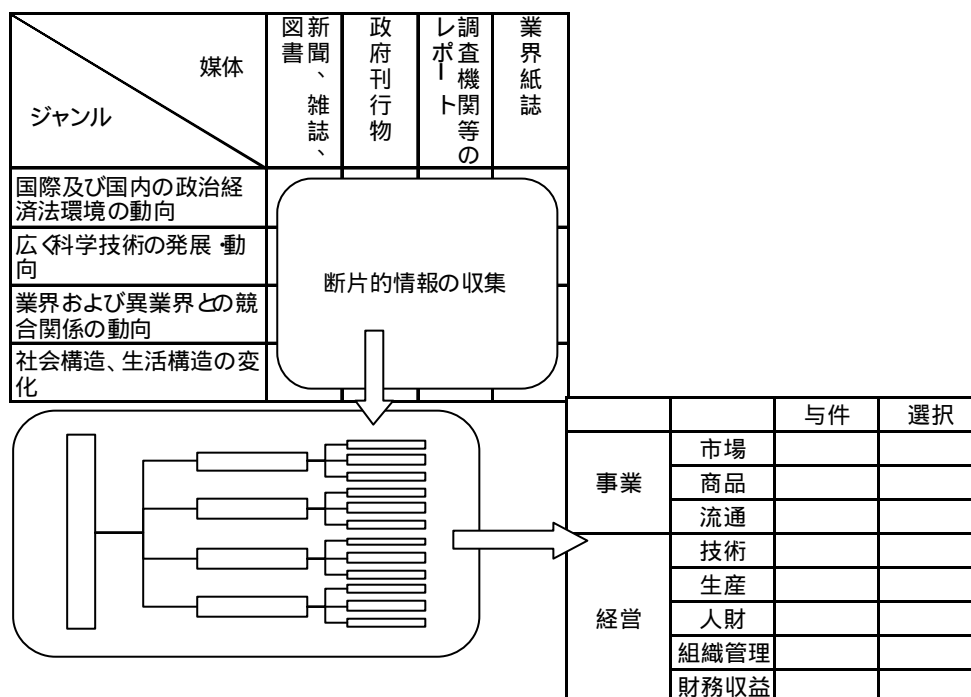 媒体
ジャンル
新聞、雑誌、
図書
政府刊行物
調査機関等の
レポート
業界紙誌
国際及び国内の政治経
済法環境の動向
広く科学技術の発展・動
向
業界および異業界との競
合関係の動向
社会構造、生活構造の変
化
断片的情報の収集
与件
選択
事業
市場
商品
流通
経営
技術
生産
人財
組織管理
財務収益